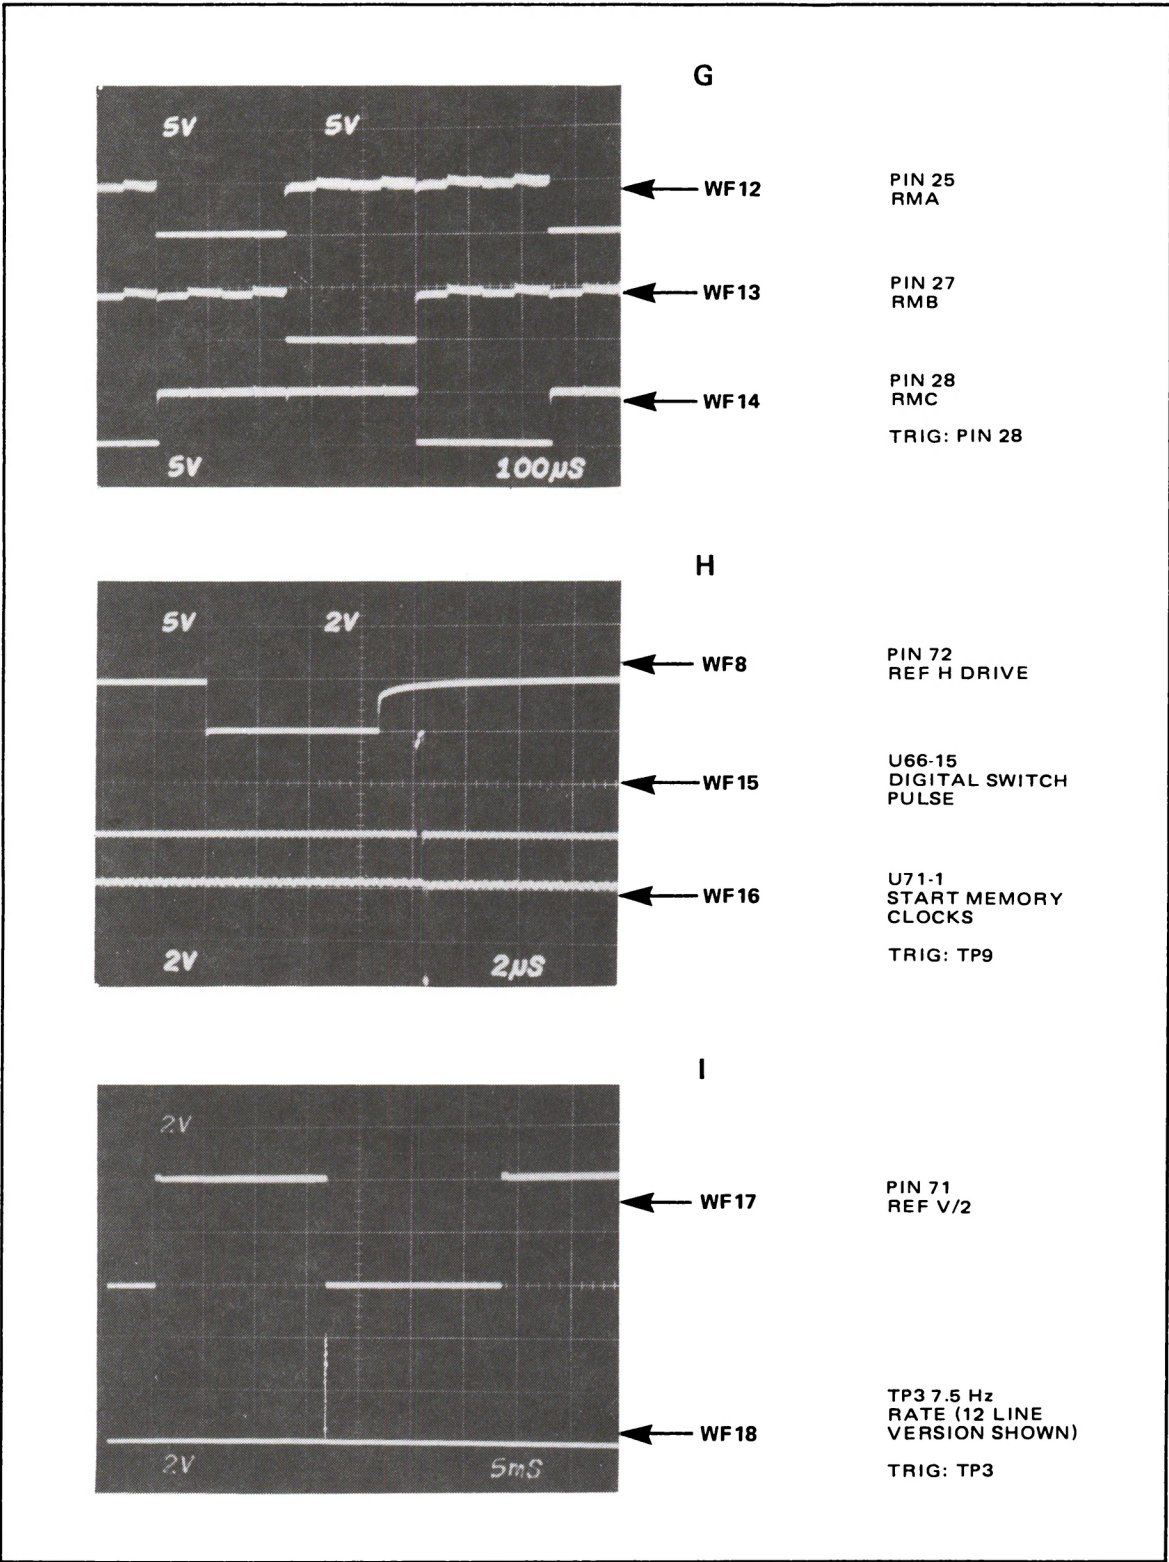 G
5V 5V
WF12 PIN 25
RMA
WF13 PIN 27
RMB
WF14 PIN 28
RMC
TRIG: PIN 28
5V 100µS
H
5V 2V
WF8 PIN 72
REF H DRIVE
WF15 U66-15
DIGITAL SWITCH
PULSE
WF16 U71-1
START MEMORY
CLOCKS
TRIG: TP9
2V 2µS
I
2V
WF17 PIN 71
REF V/2
WF18 TP3 7.5 Hz
RATE (12 LINE
VERSION SHOWN)
TRIG: TP3
2V 5mS